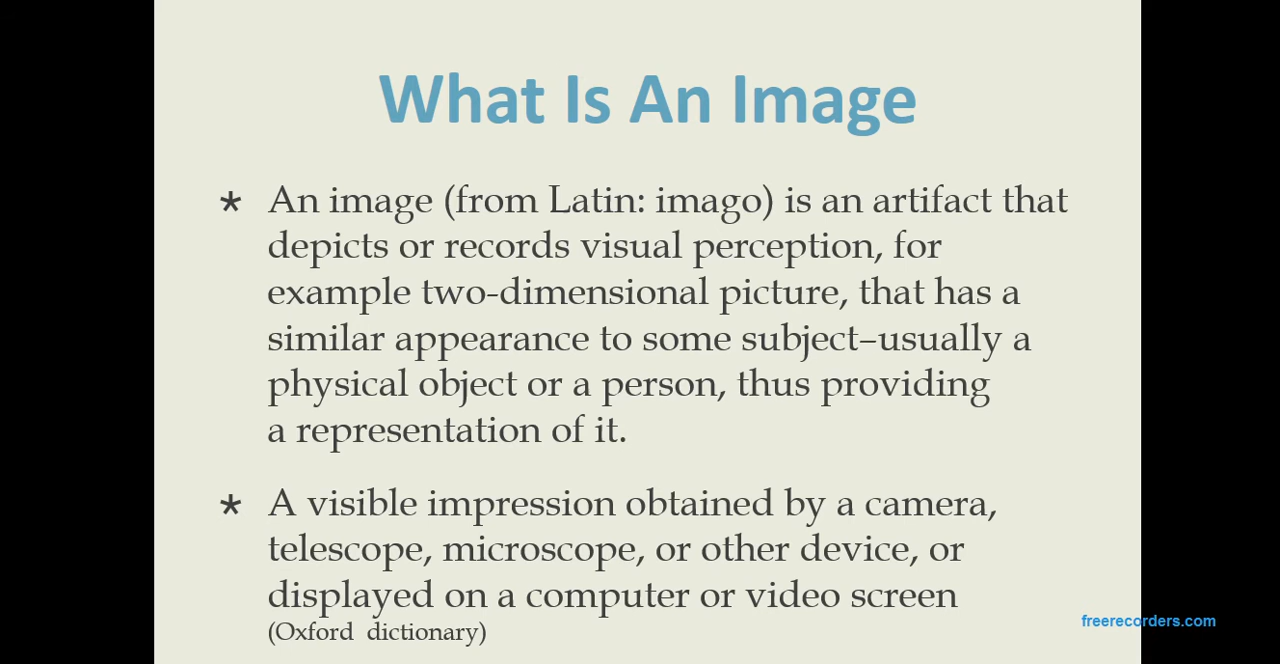 What Is An Image
* An image (from Latin: imago) is an artifact that
depicts or records visual perception, for
example two-dimensional picture, that has a
similar appearance to some subject–usually a
physical object or a person, thus providing
a representation of it.
* A visible impression obtained by a camera,
telescope, microscope, or other device, or
displayed on a computer or video screen
(Oxford dictionary)
freerecorders.com